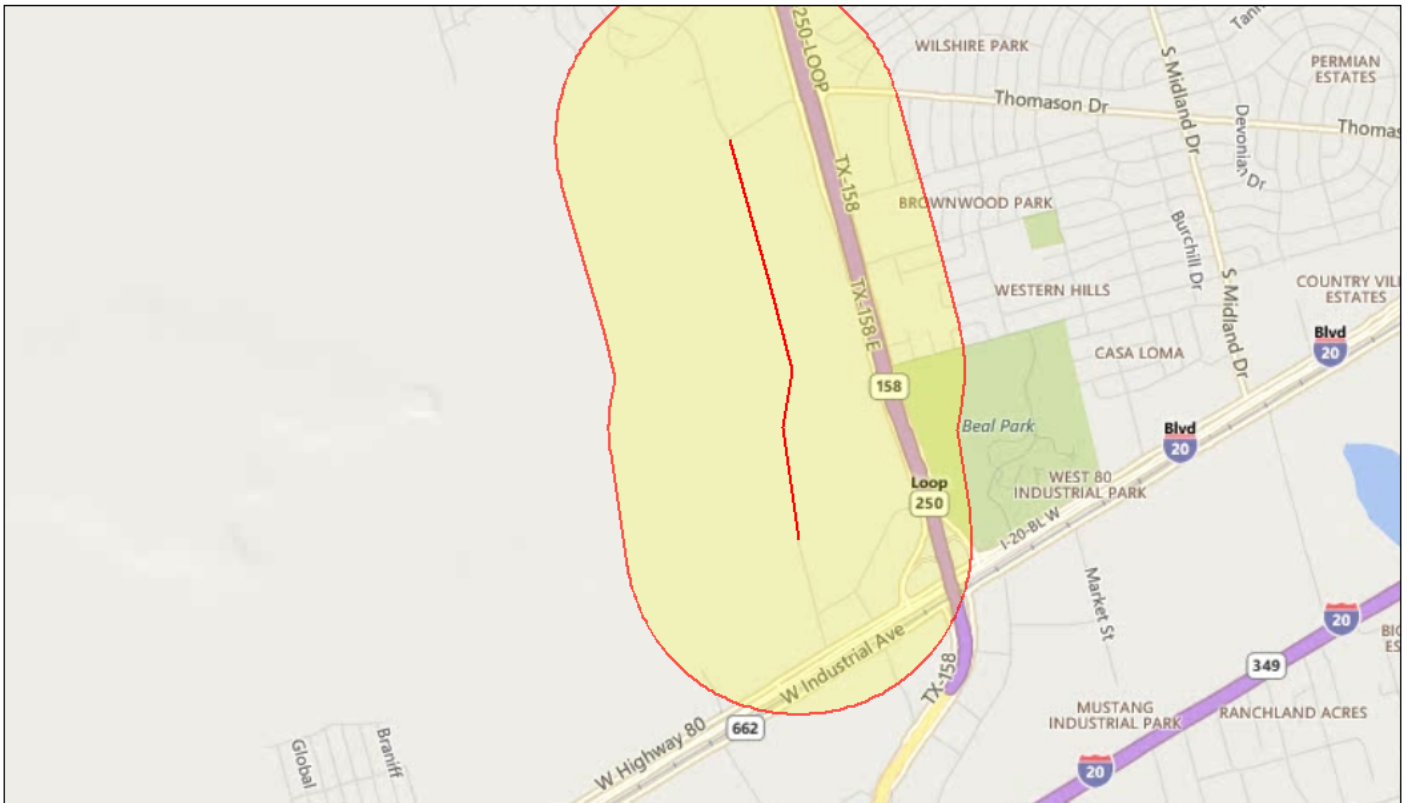 250-LOOP
WILSHIRE PARK
S Midland Dr
PERMIAN
ESTATES
Thomason Dr
Devonian Dr
TX-158
BROWNWOOD PARK
Burchill Dr
WESTERN HILLS
TX-158 E
S Midland Dr
COUNTRY
ESTATES
Blvd
20
CASA LOMA
158
Beal Park
Blvd
20
WEST 80
INDUSTRIAL PARK
Loop
250
I-20-BL W
Market St
20
W Industrial Ave
349
TX-158
MUSTANG
INDUSTRIAL PARK
RANCHLAND ACRES
662
W Highway 80
Global
Braniff
20